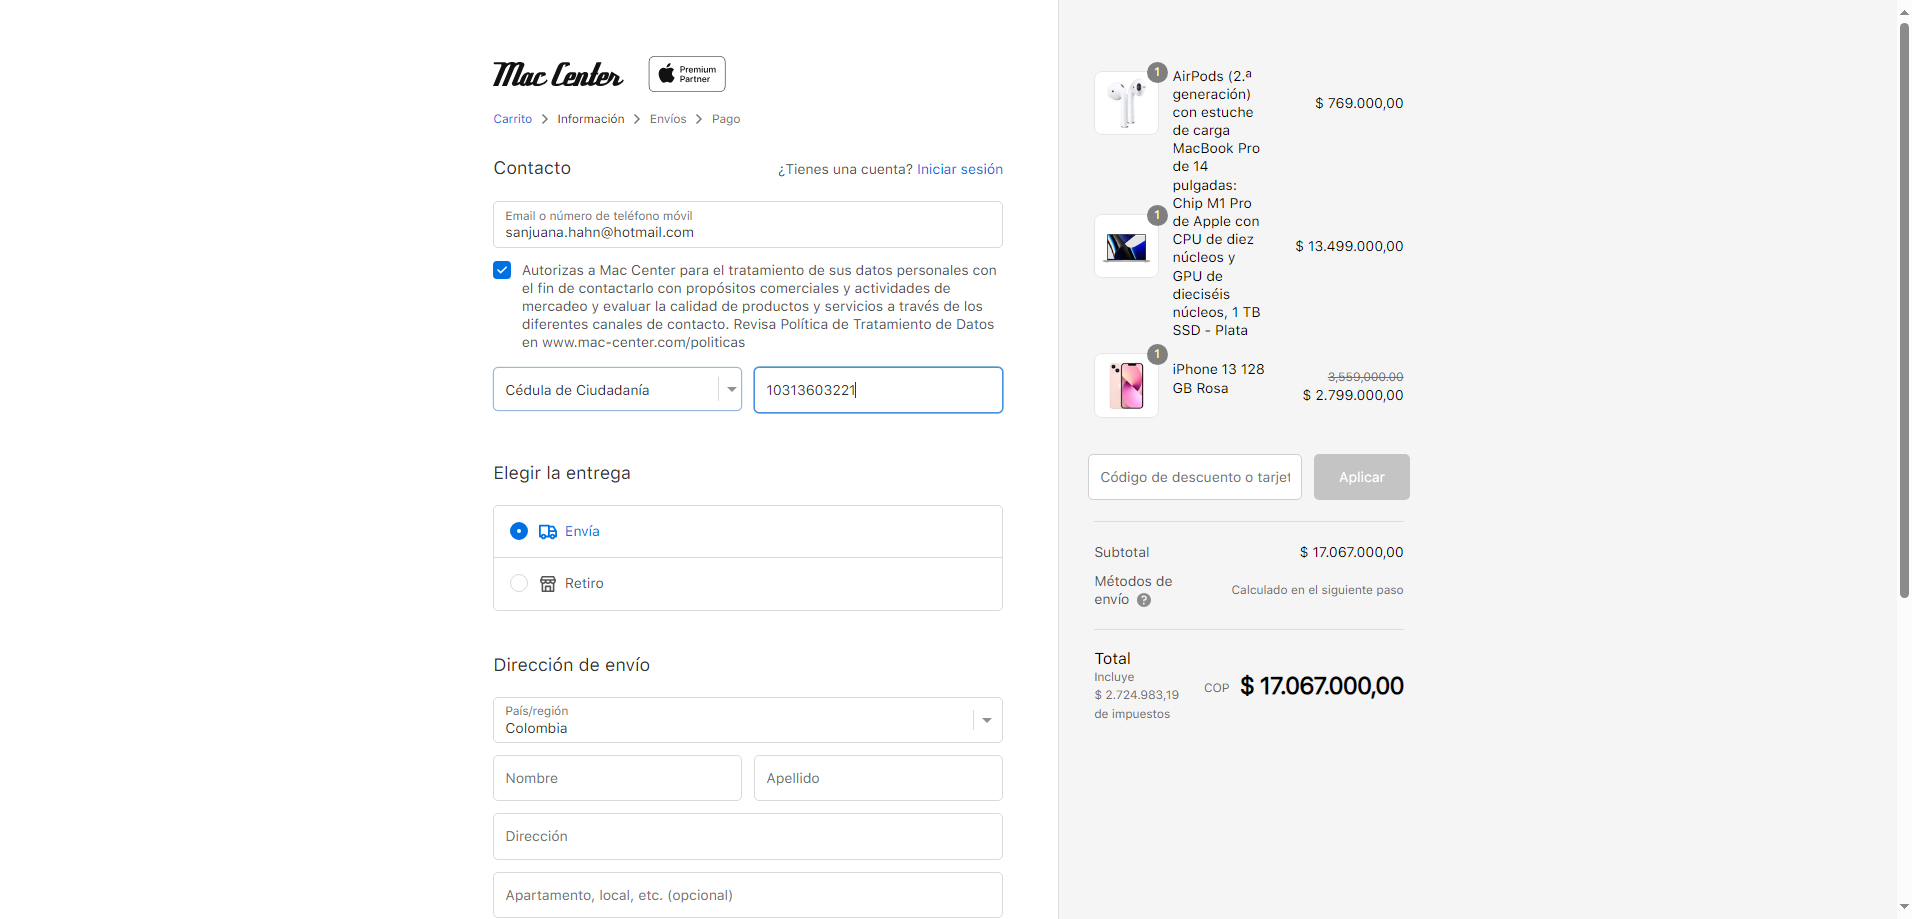 Mac Center
Premium
Partner
Carrito
Información
Envíos
Pago
Contacto
¿Tienes una cuenta? Iniciar sesión
Email o número de teléfono móvil
sanjuana.hahn@hotmail.com
Autorizas a Mac Center para el tratamiento de sus datos personales con
el fin de contactarlo con propósitos comerciales y actividades de
mercadeo y evaluar la calidad de productos y servicios a través de los
diferentes canales de contacto. Revisa Política de Tratamiento de Datos
en www.mac-center.com/politicas
Cédula de Ciudadanía
10313603221
Elegir la entrega
Envía
Retiro
Dirección de envío
País/región
Colombia
Nombre
Apellido
Dirección
Apartamento, local, etc. (opcional)
1
AirPods (2.ª
generación)
con estuche
de carga
$ 769.000,00
1
MacBook Pro
de 14
pulgadas:
Chip M1 Pro
de Apple con
CPU de diez
núcleos y
GPU de
dieciséis
núcleos, 1 TB
SSD - Plata
$ 13.499.000,00
1
iPhone 13 128
GB Rosa
3,559,000.00
$ 2.799.000,00
Código de descuento o tarjet
Aplicar
Subtotal
$ 17.067.000,00
Métodos de
envío
?
Calculado en el siguiente paso
Total
Incluye
$ 2.724.983,19
de impuestos
COP
$ 17.067.000,00